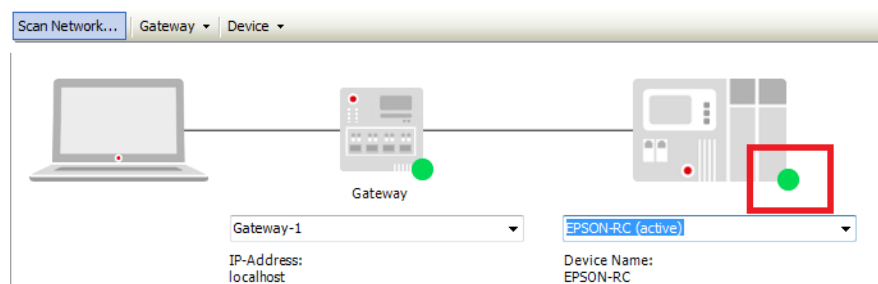 Scan Network... Gateway Device
Gateway
Gateway-1 EPSON-RC (active)
IP-Address: Device Name:
localhost EPSON-RC